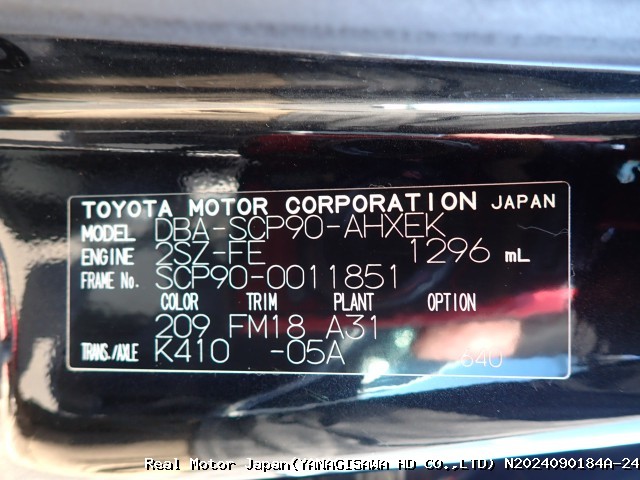 TOYOTA MOTOR CORPORATION JAPAN
MODEL DBA-SCP90-AHXEK
ENGINE 2SZ-FE 1296 mL
FRAME No. SCP90-0011851
COLOR TRIM PLANT OPTION
209 FM18 A31
TRANS./AXLE K410 -05A 640
Real Motor Japan(YANAGISAWA HD CO.,LTD) N2024090184A-24